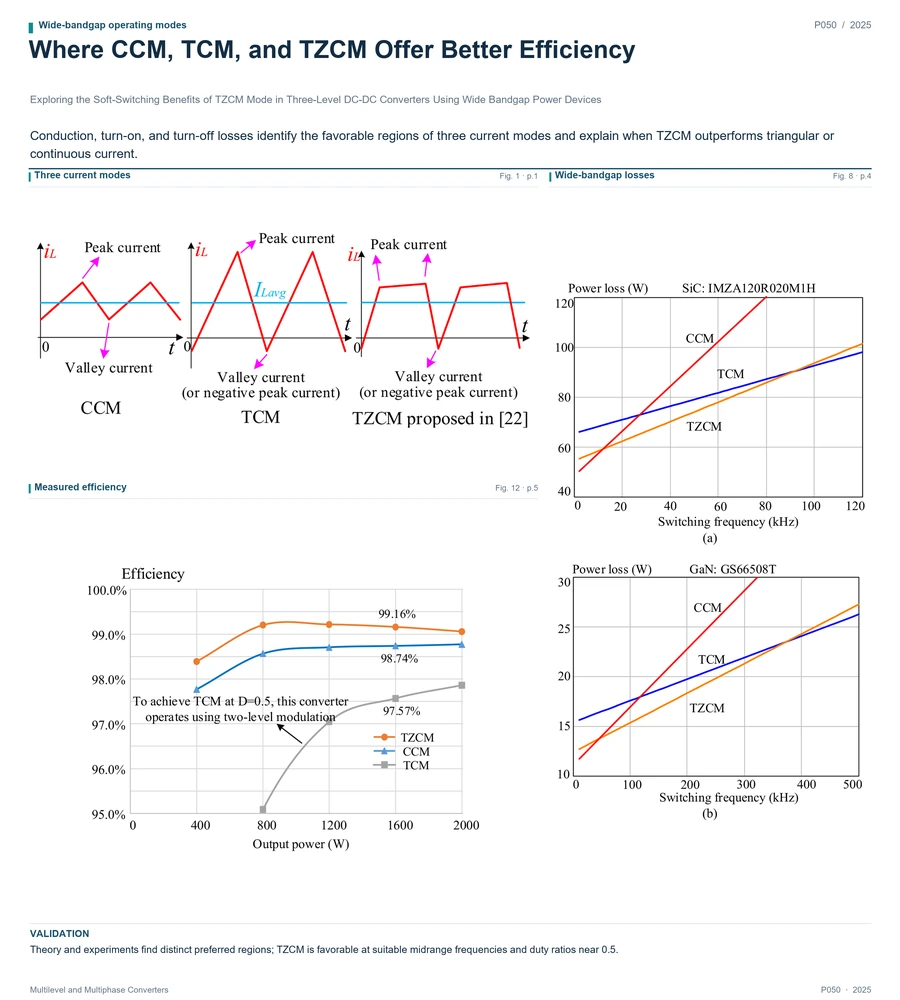 Wide-bandgap operating modes
P050 / 2025
Where CCM, TCM, and TZCM Offer Better Efficiency
Exploring the Soft-Switching Benefits of TZCM Mode in Three-Level DC-DC Converters Using Wide Bandgap Power Devices
Conduction, turn-on, and turn-off losses identify the favorable regions of three current modes and explain when TZCM outperforms triangular or
continuous current.
Three current modes
Fig. 1 · p.1
iL
Peak current
0
t
Valley current
CCM
iL
Peak current
ILavg
t
0
Valley current
(or negative peak current)
TCM
iL
Peak current
t
0
Valley current
(or negative peak current)
TZCM proposed in [22]
Measured efficiency
Fig. 12 · p.5
Efficiency
100.0%
99.0%
98.0%
97.0%
96.0%
95.0%
99.16%
98.74%
97.57%
To achieve TCM at D=0.5, this converter
operates using two-level modulation
TZCM
CCM
TCM
0 400 800 1200 1600 2000
Output power (W)
Wide-bandgap losses
Fig. 8 · p.4
Power loss (W) SiC: IMZA120R020M1H
120
100
80
60
40
CCM
TCM
TZCM
0 20 40 60 80 100 120
Switching frequency (kHz)
(a)
Power loss (W) GaN: GS66508T
30
25
20
15
10
CCM
TCM
TZCM
0 100 200 300 400 500
Switching frequency (kHz)
(b)
VALIDATION
Theory and experiments find distinct preferred regions; TZCM is favorable at suitable midrange frequencies and duty ratios near 0.5.
Multilevel and Multiphase Converters
P050 · 2025